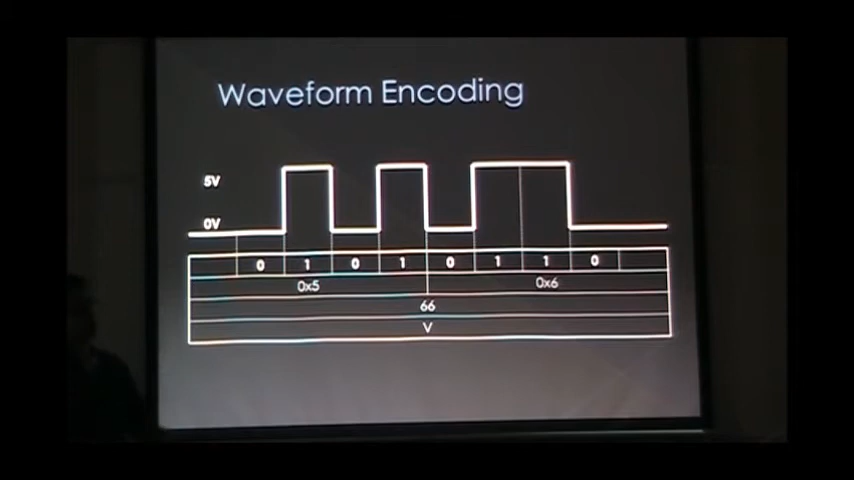 Waveform Encoding
5V
0V
0 1 0 1 0 1 1 0
0x5 0x6
66
V